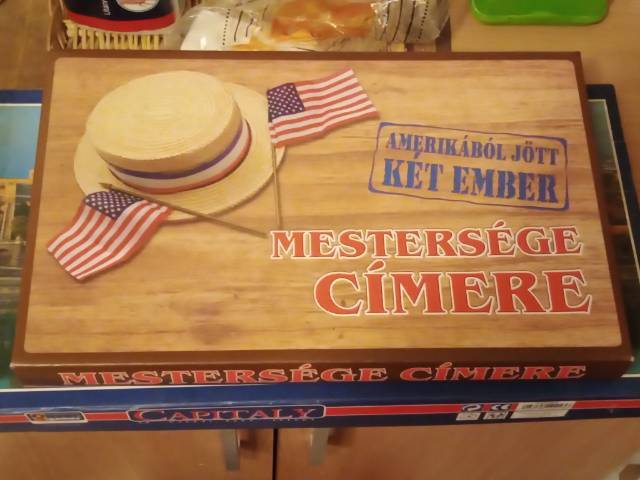 AMERIKÁBÓL JÖTT
KÉT EMBER
MESTERSÉGE
CÍMERE
MESTERSÉGE CÍMERE
CAPITALY